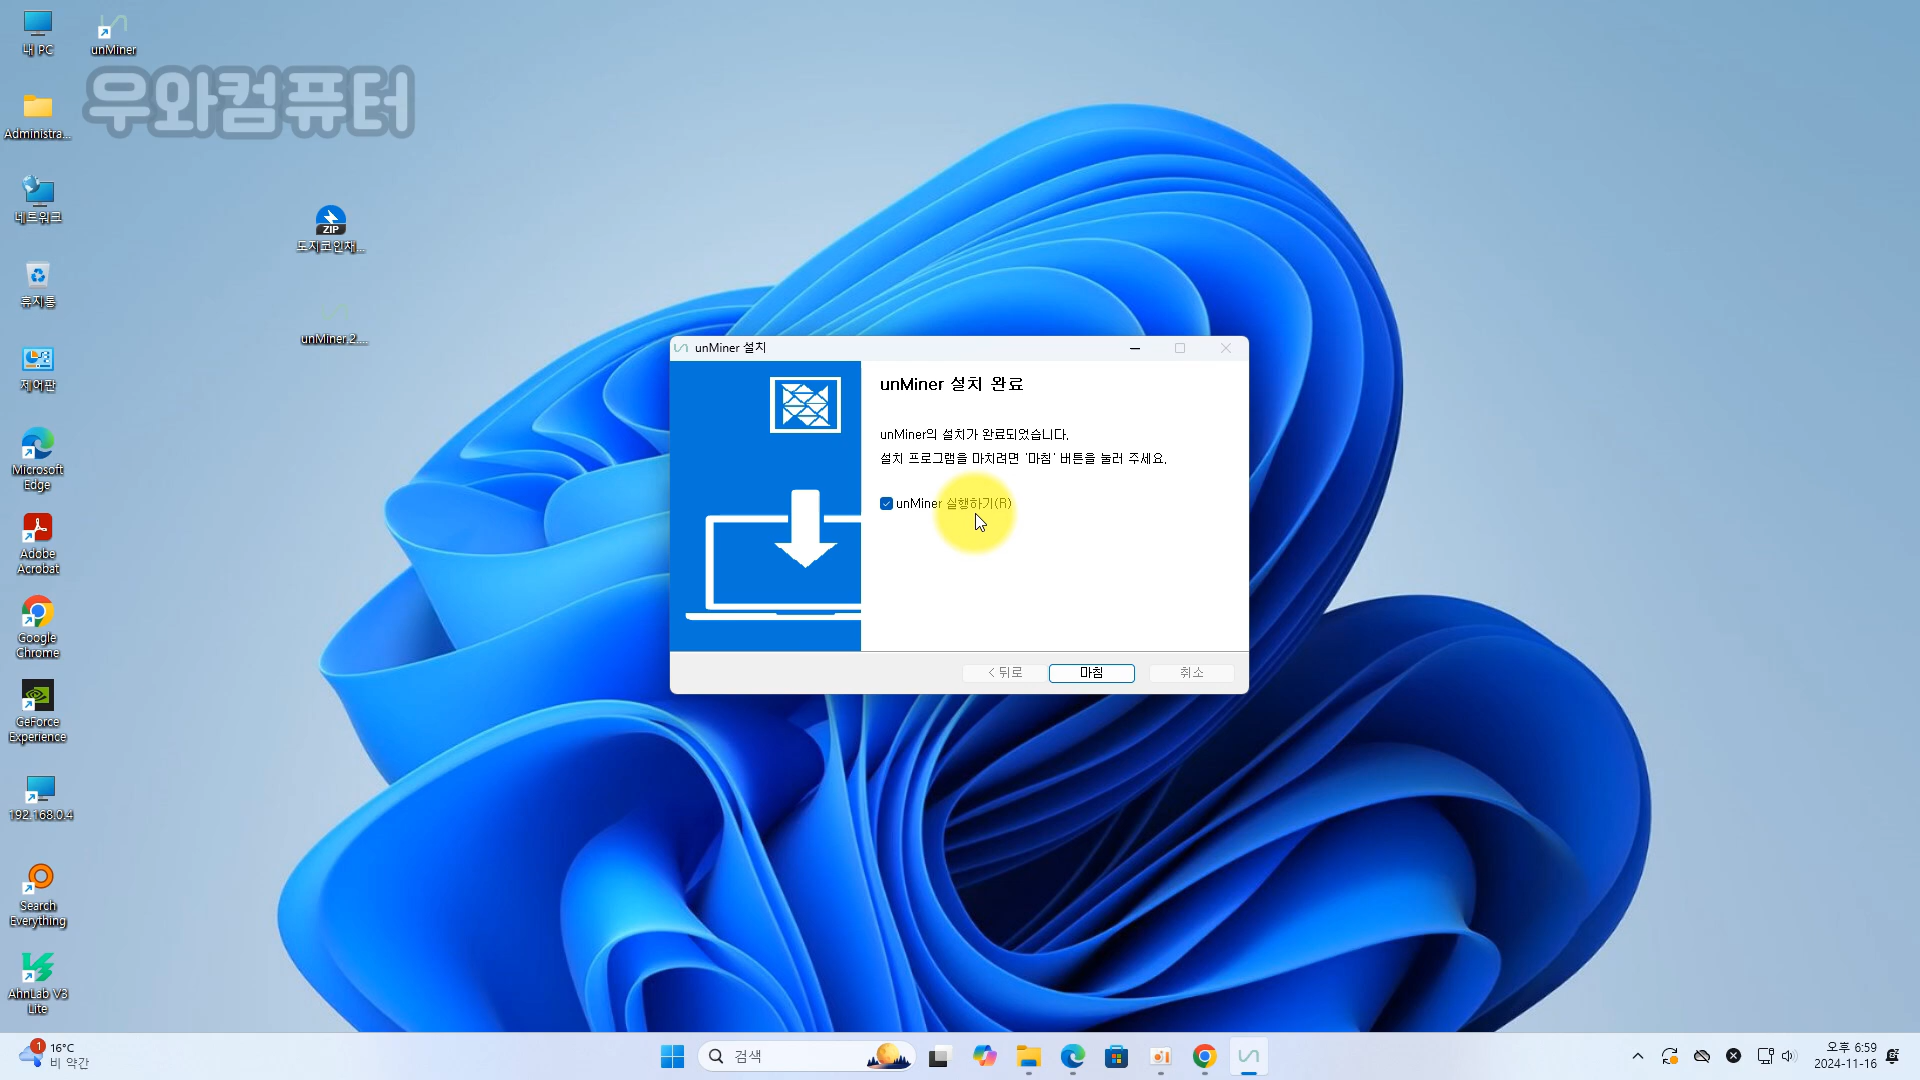 내 PC
unMiner
우와컴퓨터
Administra...
네트워크
ZIP
도지코인채...
휴지통
unMiner.2....
제어판
Microsoft
Edge
Adobe
Acrobat
Google
Chrome
GeForce
Experience
192.168.0.4
Search
Everything
AhnLab V3
Lite
unMiner 설치
unMiner 설치 완료
unMiner의 설치가 완료되었습니다.
설치 프로그램을 마치려면 '마침' 버튼을 눌러 주세요.
unMiner 실행하기(R)
< 뒤로
마침
취소
1
16°C
비 약간
검색
오후 6:59
2024-11-16